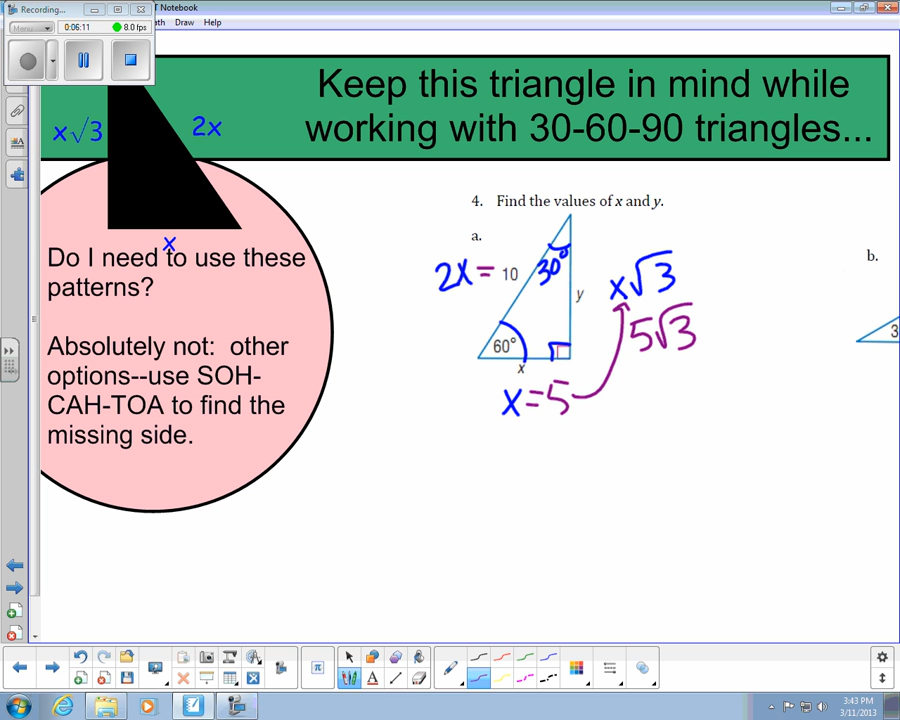 Recording...
T Notebook
Menu
0:06:11
8.0 fps
ath Draw Help
Keep this triangle in mind while
working with 30-60-90 triangles...
x√3
2x
x
Do I need to use these
patterns?
Absolutely not: other
options--use SOH-
CAH-TOA to find the
missing side.
4. Find the values of x and y.
a.
b.
2x = 10
30°
y
x√3
5√3
60°
x
x = 5
3
A
π
A
3:43 PM
3/11/2013